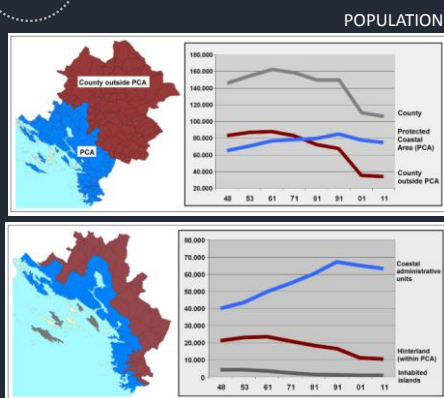 POPULATION
County outside PCA
PCA
180.000
160.000
140.000
120.000
100.000
80.000
60.000
40.000
20.000
48 53 61 71 81 91 01 11
County
Protected
Coastal
Area (PCA)
County
outside PCA
80.000
70.000
60.000
50.000
40.000
30.000
20.000
10.000
0
48 53 61 71 81 91 01 11
Coastal
administrative
units
Hinterland
(within PCA)
Inhabited
islands